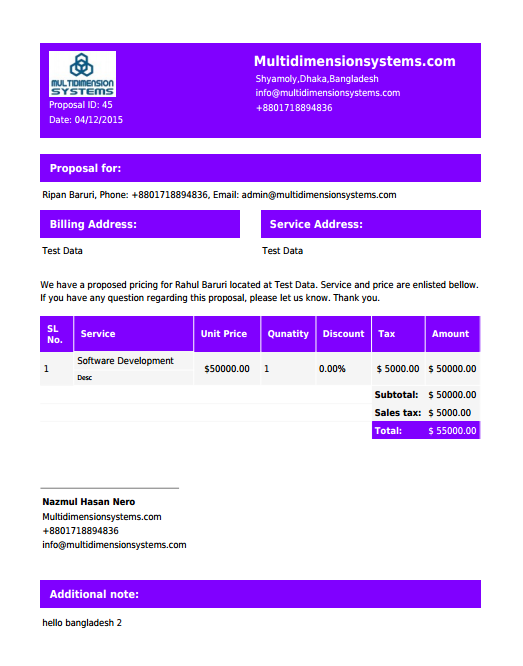 MULTIDIMENSION
SYSTEMS
Proposal ID: 45
Date: 04/12/2015
Multidimensionsystems.com
Shyamoly,Dhaka,Bangladesh
info@multidimensionsystems.com
+8801718894836
Proposal for:
Ripan Baruri, Phone: +8801718894836, Email: admin@multidimensionsystems.com
Billing Address:
Service Address:
Test Data
Test Data
We have a proposed pricing for Rahul Baruri located at Test Data. Service and price are enlisted bellow.
If you have any question regarding this proposal, please let us know. Thank you.
SL No. Service Unit Price Qunatity Discount Tax Amount
1 Software Development $50000.00 1 0.00% $ 5000.00 $ 50000.00
Desc
Subtotal: $ 50000.00
Sales tax: $ 5000.00
Total: $ 55000.00
Nazmul Hasan Nero
Multidimensionsystems.com
+8801718894836
info@multidimensionsystems.com
Additional note:
hello bangladesh 2